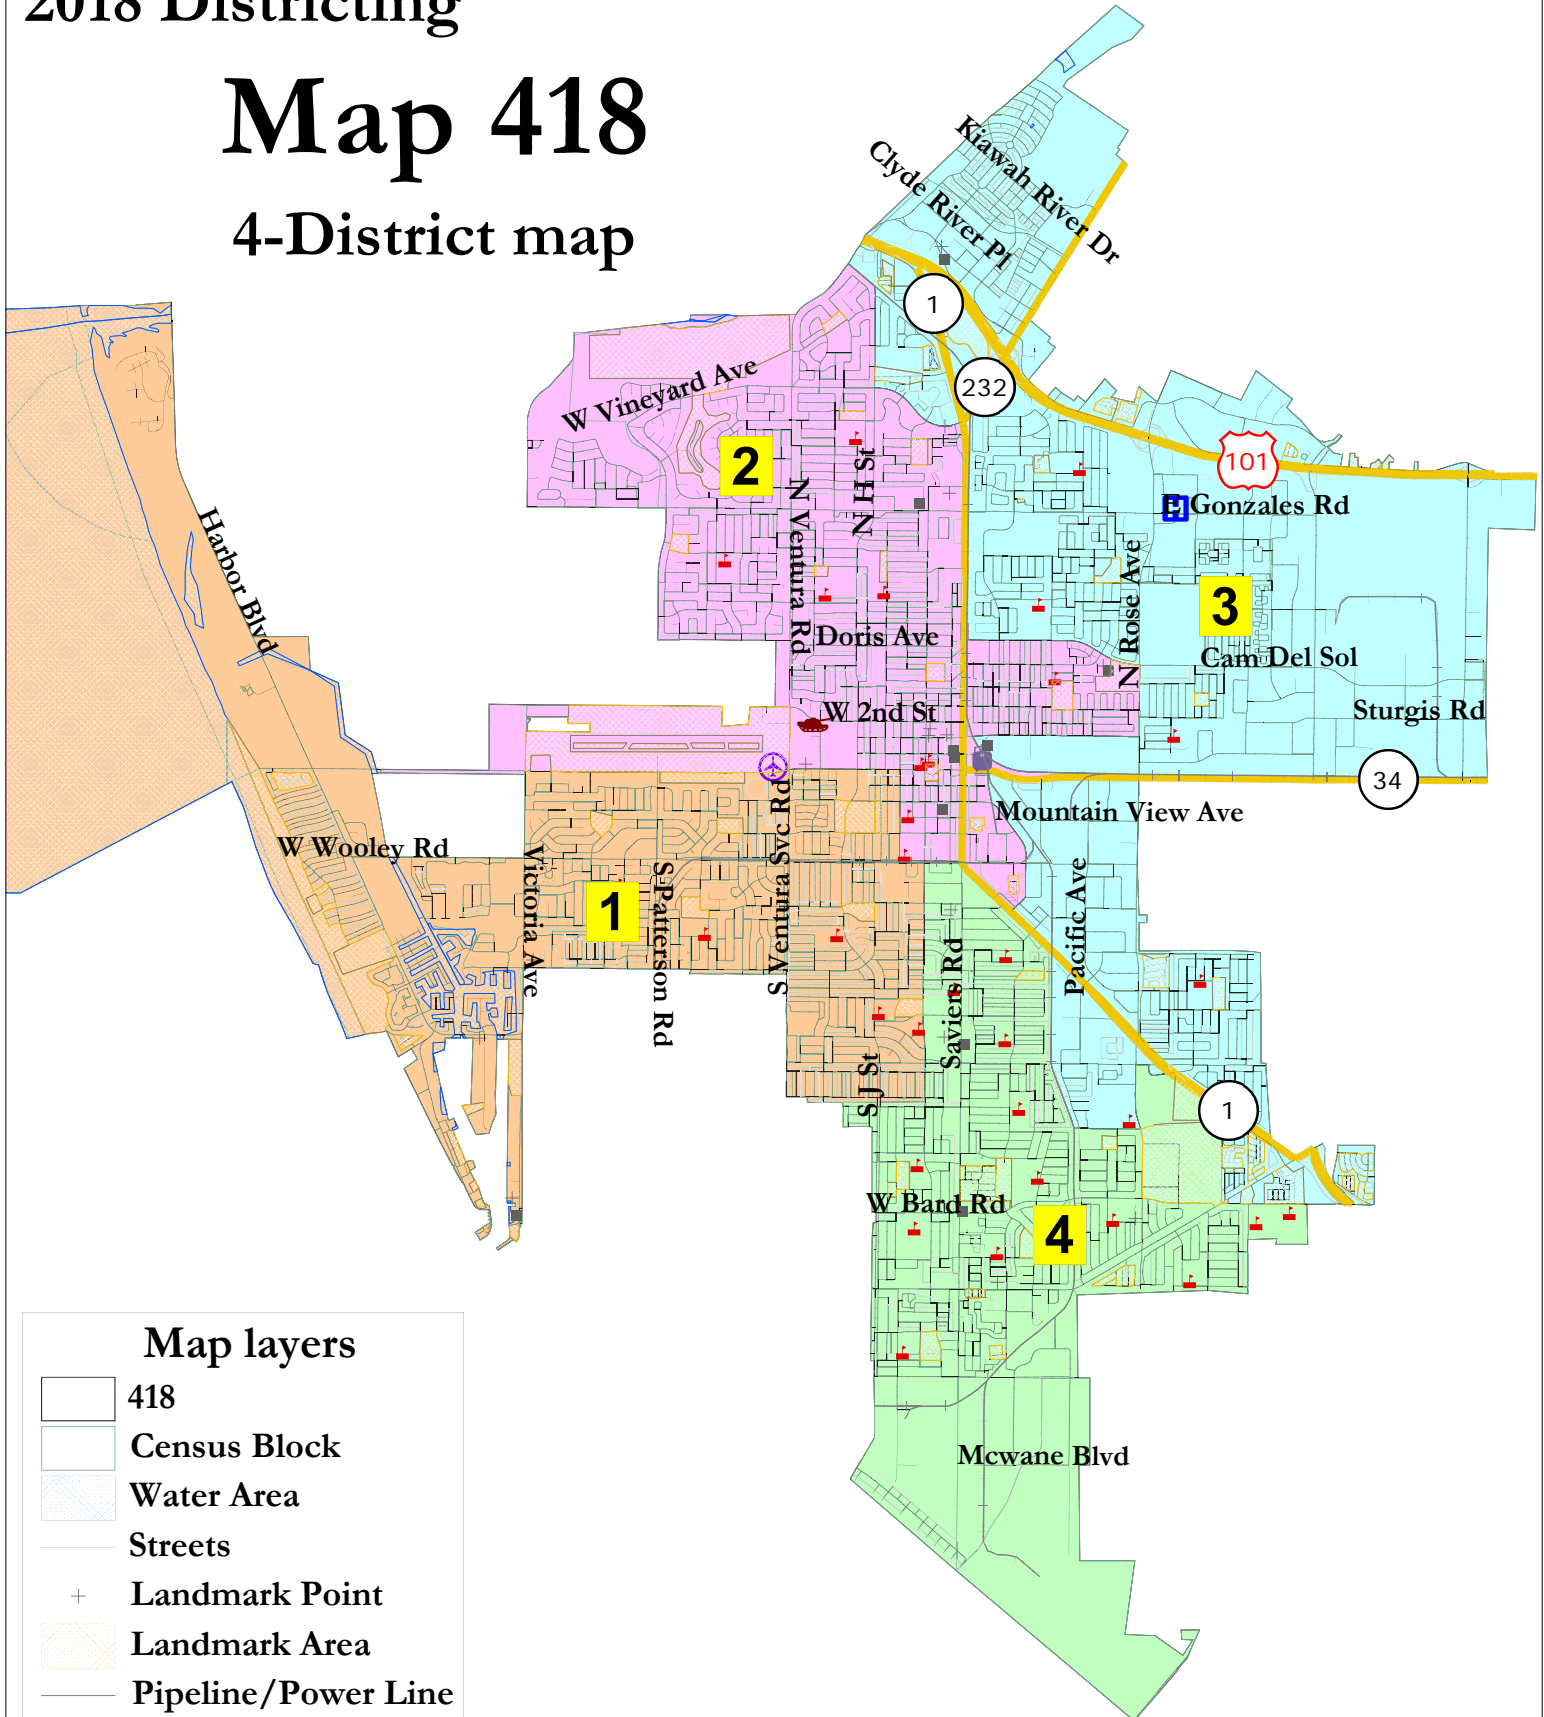 2018 Districting
Map 418
4-District map
Kiawah River Dr
Clyde River Pl
1
232
W Vineyard Ave
2
N H St
N Ventura Rd
101
E Gonzales Rd
Harbor Blvd
N Rose Ave
3
Doris Ave
Cam Del Sol
W 2nd St
Sturgis Rd
34
Mountain View Ave
W Wooley Rd
Victoria Ave
1
S Patterson Rd
S Ventura Svc Rd
Saviers Rd
Pacific Ave
S J St
1
W Bard Rd
4
Mcwane Blvd
Map layers
418
Census Block
Water Area
Streets
Landmark Point
Landmark Area
Pipeline/Power Line